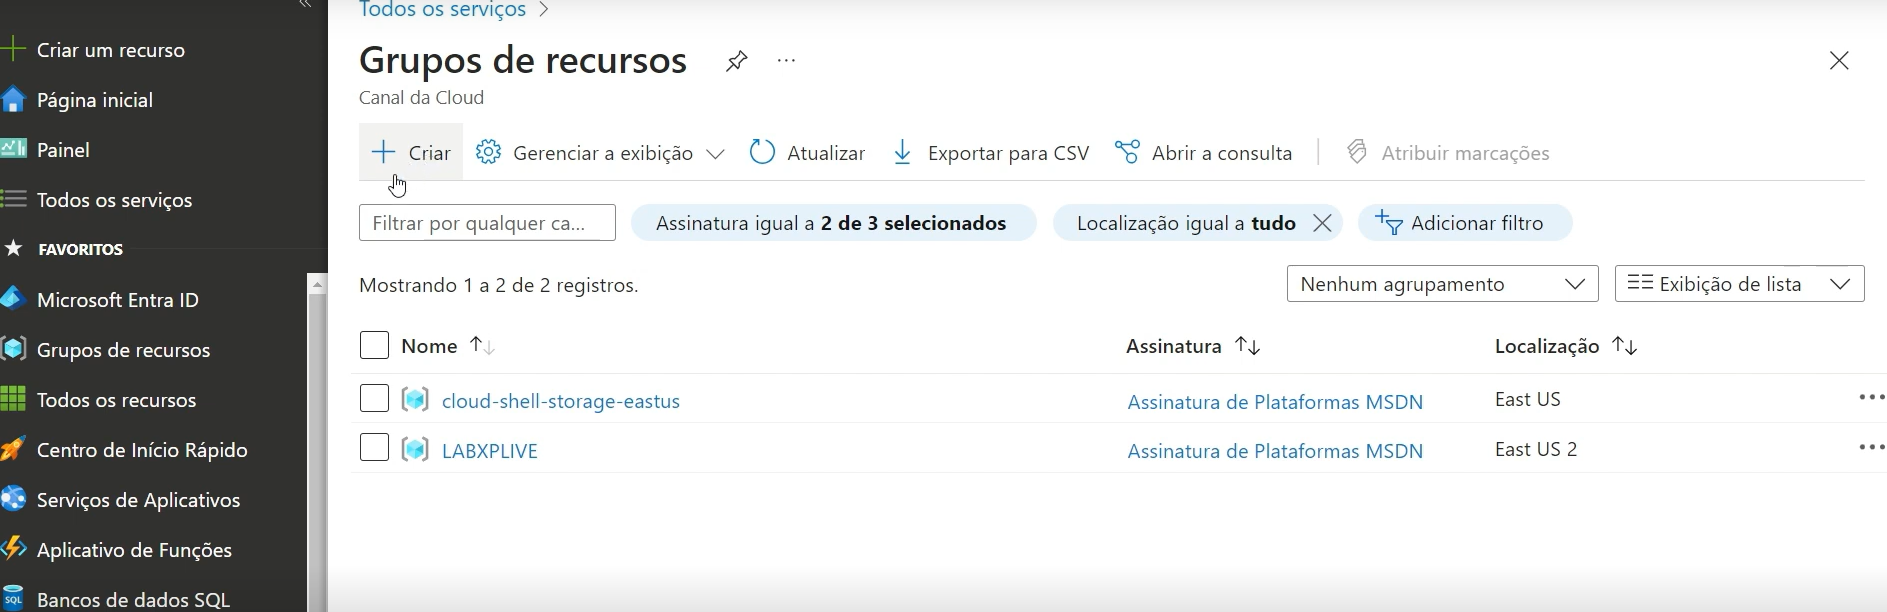 Todos os serviços >
Criar um recurso
Página inicial
Painel
Todos os serviços
FAVORITOS
Microsoft Entra ID
Grupos de recursos
Todos os recursos
Centro de Início Rápido
Serviços de Aplicativos
Aplicativo de Funções
SQL Bancos de dados SQL
Grupos de recursos ...
Canal da Cloud
Criar Gerenciar a exibição Atualizar Exportar para CSV Abrir a consulta Atribuir marcações
Filtrar por qualquer ca... Assinatura igual a 2 de 3 selecionados Localização igual a tudo Adicionar filtro
Mostrando 1 a 2 de 2 registros. Nenhum agrupamento Exibição de lista
Nome Assinatura Localização
cloud-shell-storage-eastus Assinatura de Plataformas MSDN East US
LABXPLIVE Assinatura de Plataformas MSDN East US 2